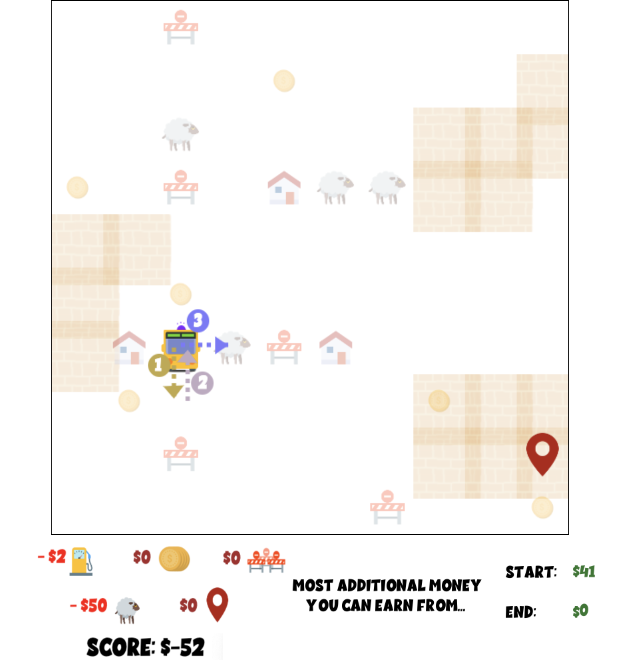 3
1
2
- $2
$0
$0
MOST ADDITIONAL MONEY
YOU CAN EARN FROM...
START: $41
- $50
$0
END: $0
SCORE: $-52